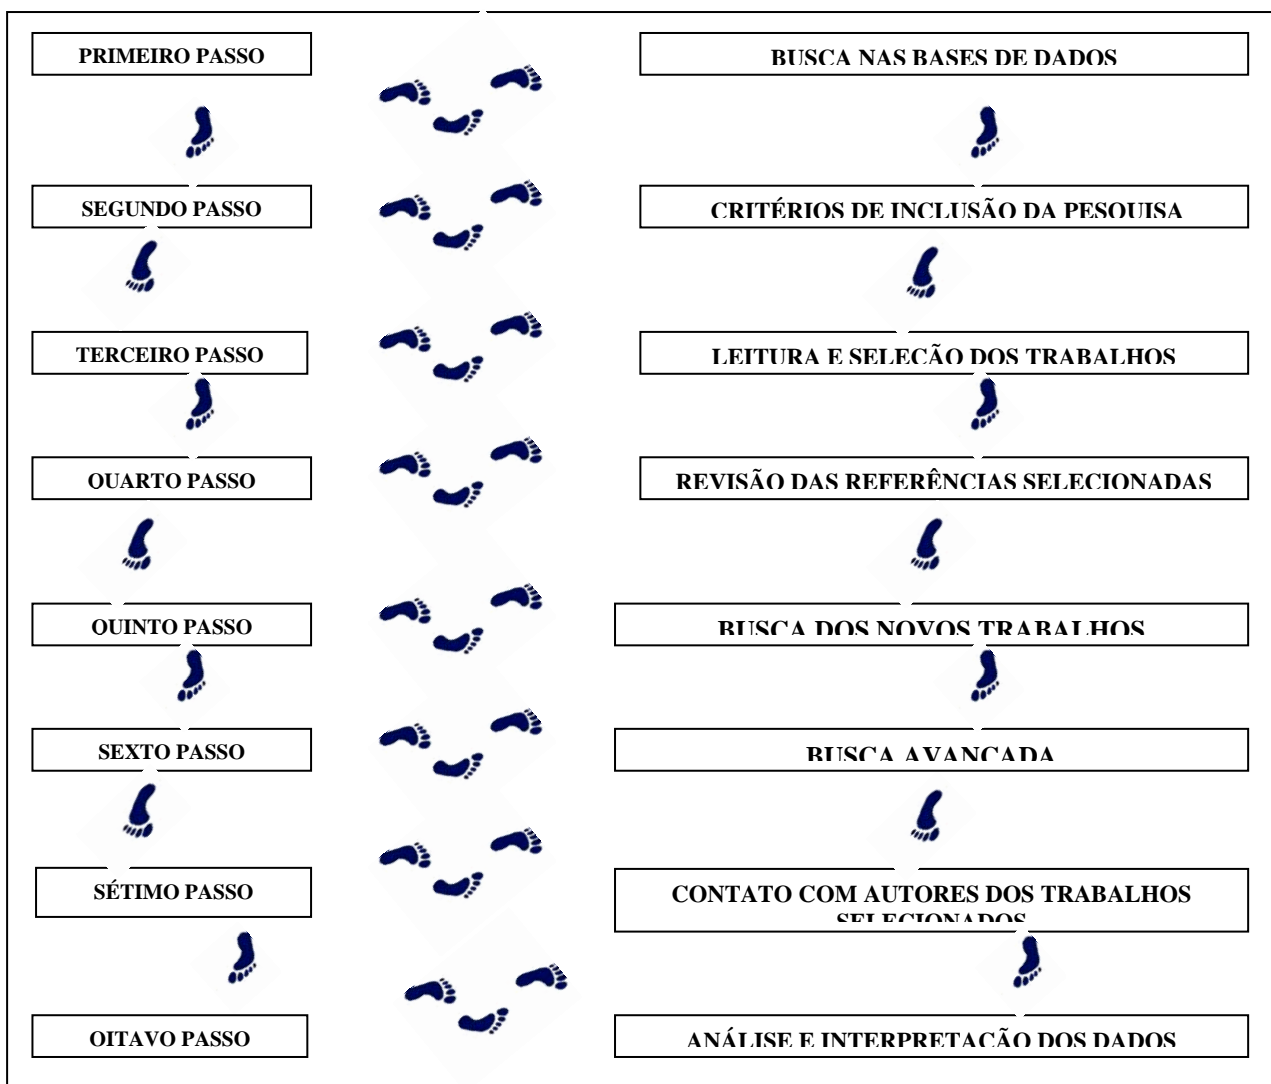 PRIMEIRO PASSO
BUSCA NAS BASES DE DADOS
SEGUNDO PASSO
CRITÉRIOS DE INCLUSÃO DA PESQUISA
TERCEIRO PASSO
LEITURA E SELEÇÃO DOS TRABALHOS
QUARTO PASSO
REVISÃO DAS REFERÊNCIAS SELECIONADAS
QUINTO PASSO
BUSCA DOS NOVOS TRABALHOS
SEXTO PASSO
BUSCA AVANÇADA
SÉTIMO PASSO
CONTATO COM AUTORES DOS TRABALHOS
SELECIONADOS
OITAVO PASSO
ANÁLISE E INTERPRETAÇÃO DOS DADOS